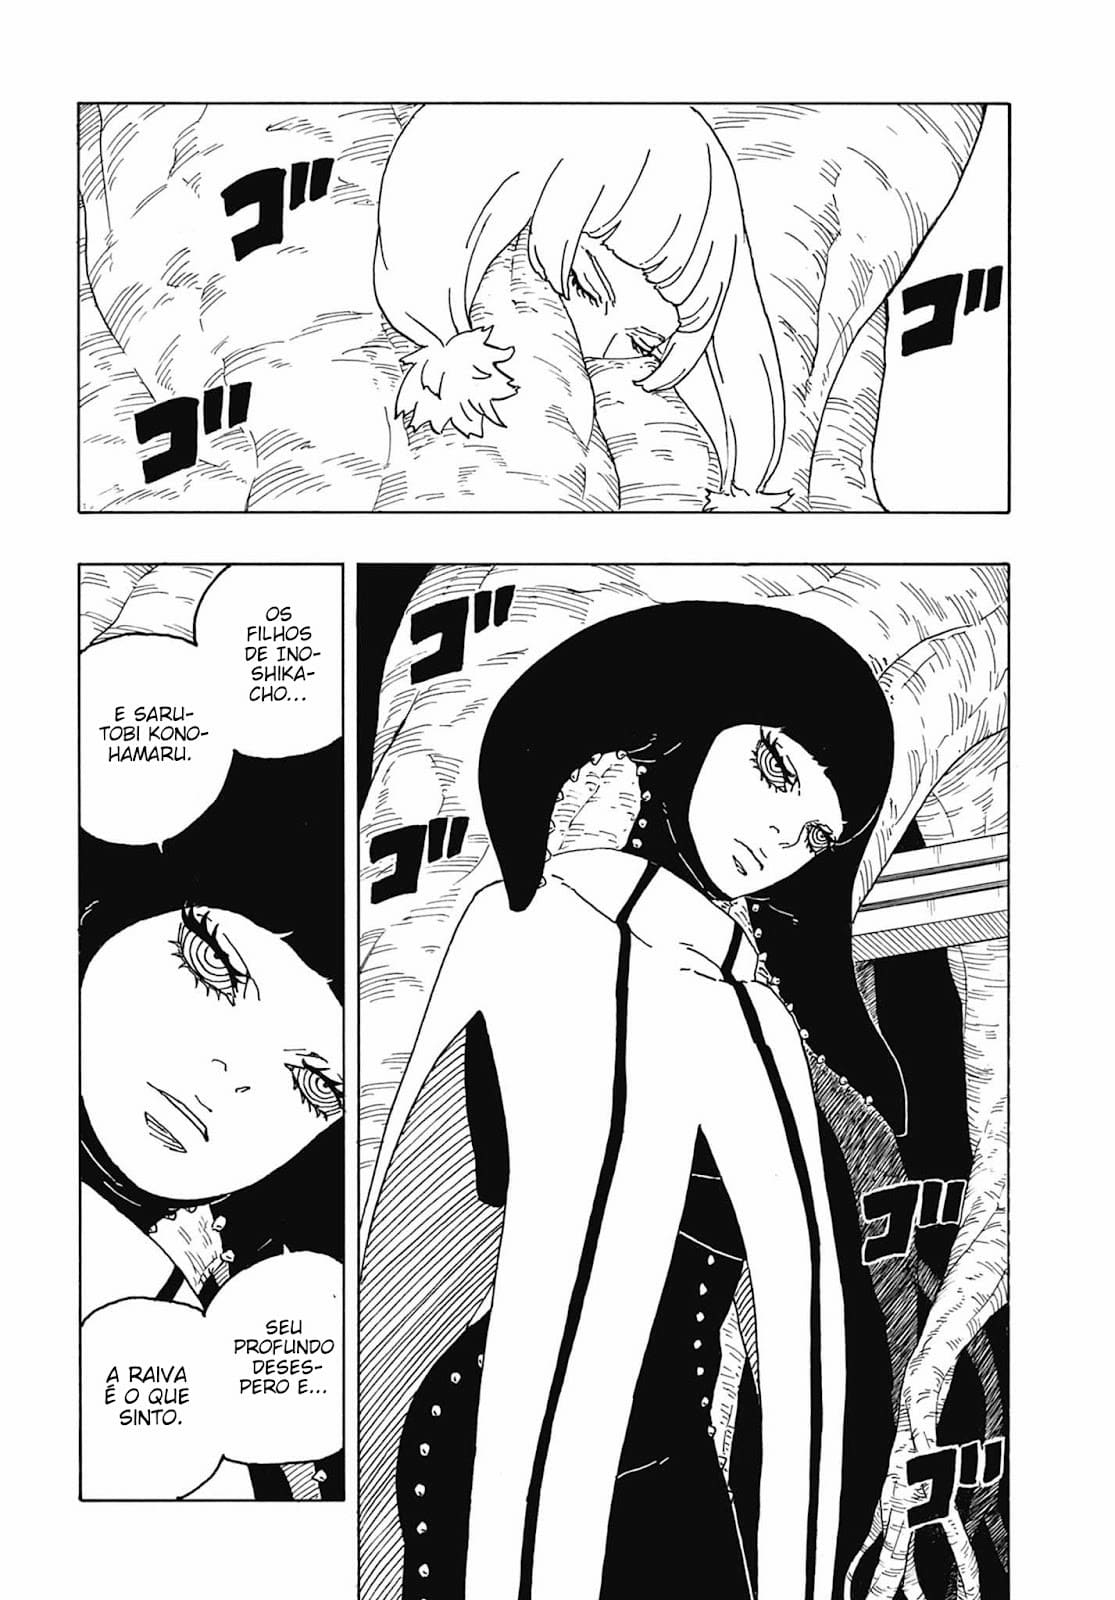 ゴ
ゴ
ゴ
ゴ
ゴ
ゴ
ゴ
OS
FILHOS
DE INO-
SHIKA-
CHO...
E SARU-
TOBI KONO-
HAMARU.
SEU
PROFUNDO
DESES-
PERO E...
A RAIVA
É O QUE
SINTO.